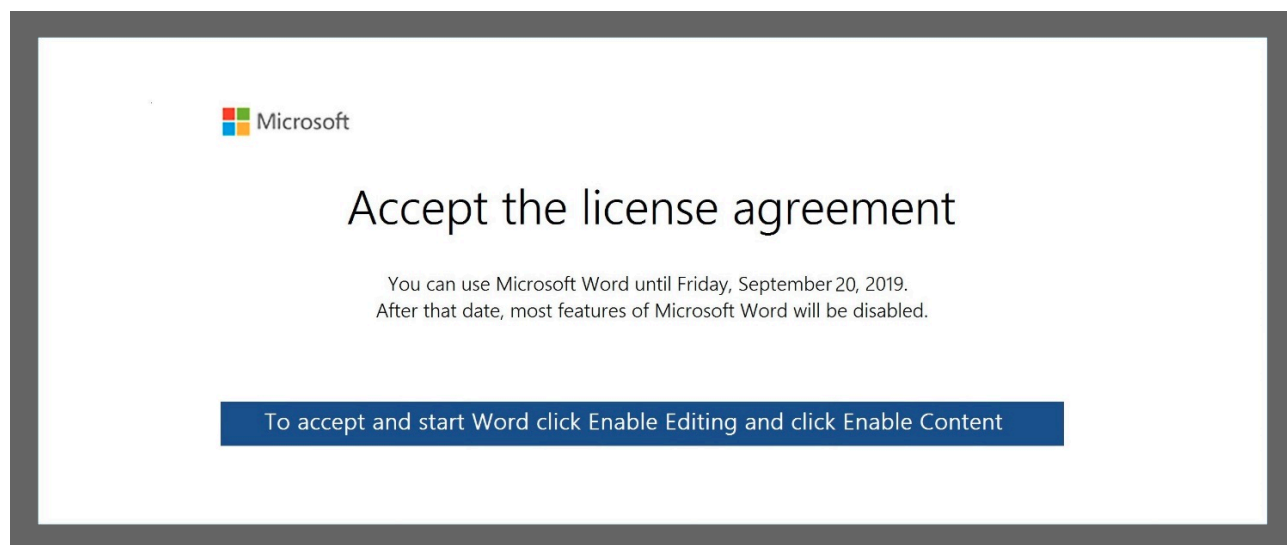 Microsoft
Accept the license agreement
You can use Microsoft Word until Friday, September 20, 2019.
After that date, most features of Microsoft Word will be disabled.
To accept and start Word click Enable Editing and click Enable Content